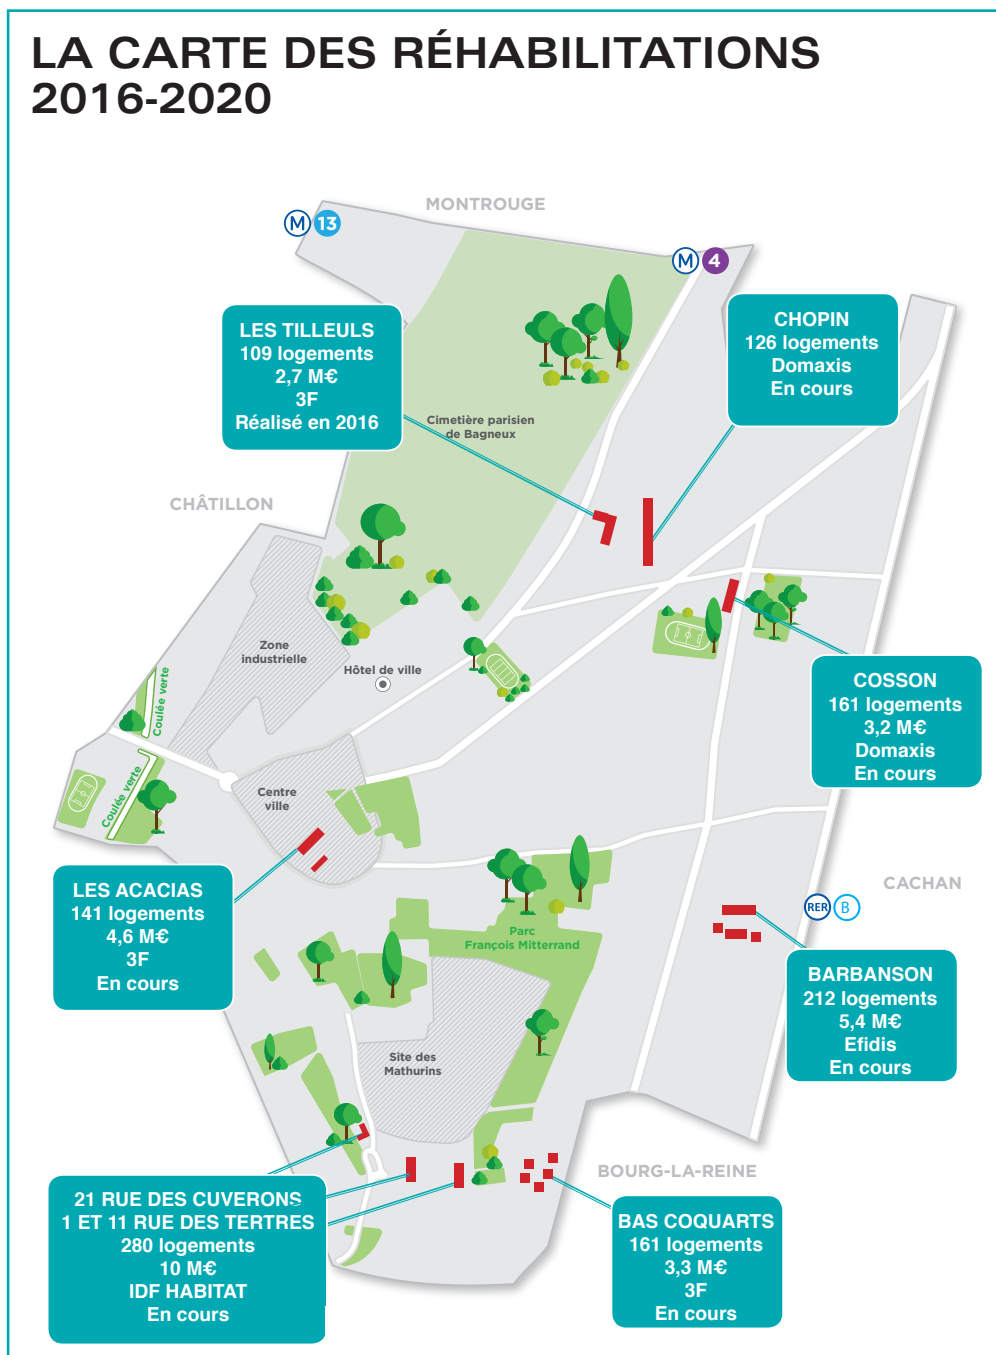 LA CARTE DES RÉHABILITATIONS
2016-2020
MONTROUGE
M 13
M 4
LES TILLEULS
109 logements
2,7 M€
3F
Réalisé en 2016
CHOPIN
126 logements
Domaxis
En cours
Cimetière parisien
de Bagneux
CHÂTILLON
Zone
industrielle
Hôtel de ville
Coulée verte
Coulée verte
COSSON
161 logements
3,2 M€
Domaxis
En cours
Centre
ville
LES ACACIAS
141 logements
4,6 M€
3F
En cours
CACHAN
RER B
Parc
François Mitterrand
BARBANSON
212 logements
5,4 M€
Efidis
En cours
Site des
Mathurins
BOURG-LA-REINE
21 RUE DES CUVERONS
1 ET 11 RUE DES TERTRES
280 logements
10 M€
IDF HABITAT
En cours
BAS COQUARTS
161 logements
3,3 M€
3F
En cours